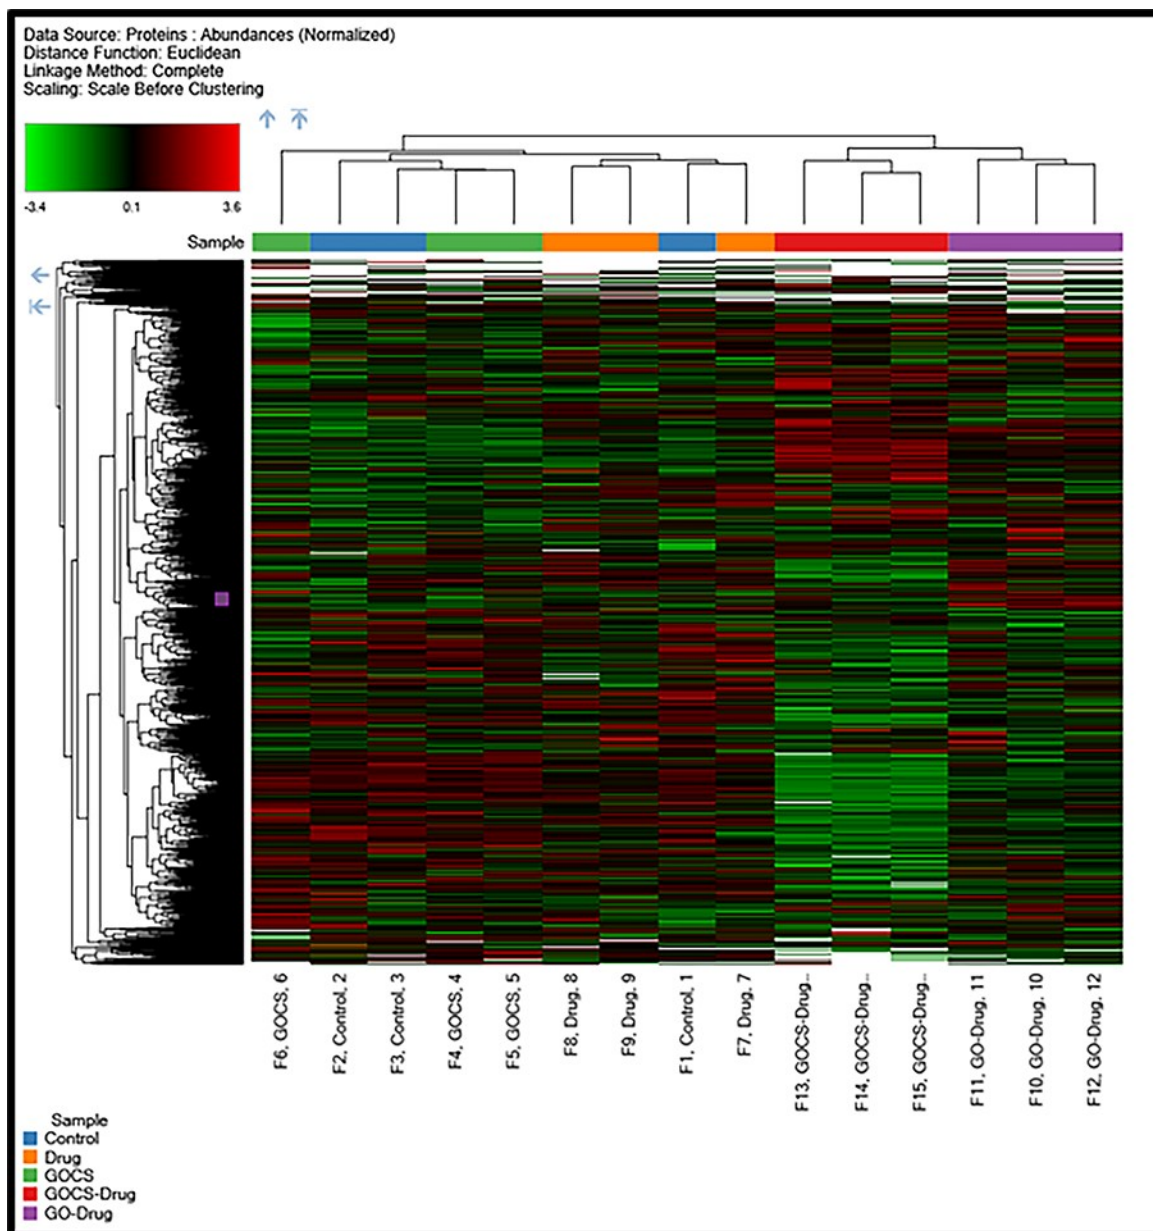 Data Source: Proteins : Abundances (Normalized)
Distance Function: Euclidean
Linkage Method: Complete
Scaling: Scale Before Clustering
-3.4 0.1 3.6
Sample
F6, GOCS, 6
F2, Control, 2
F3, Control, 3
F4, GOCS, 4
F5, GOCS, 5
F8, Drug, 8
F9, Drug, 9
F1, Control, 1
F7, Drug, 7
F13, GOCS-Drug...
F14, GOCS-Drug...
F15, GOCS-Drug...
F11, GO-Drug, 11
F10, GO-Drug, 10
F12, GO-Drug, 12
Sample
Control
Drug
GOCS
GOCS-Drug
GO-Drug